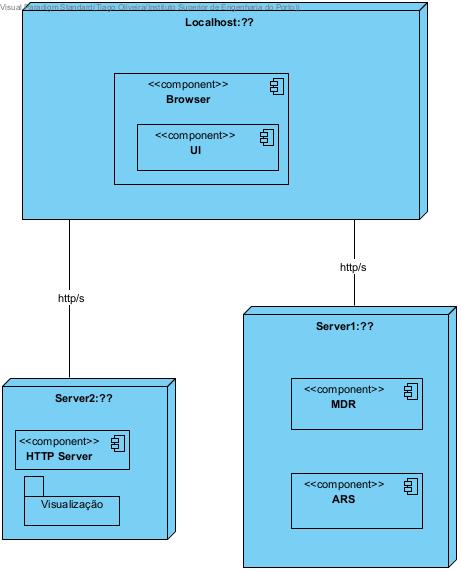 Visual Paradigm Standard(Tiago Oliveira(Instituto Superior de Engenharia do Porto))
Localhost:??
<<component>>
Browser
<<component>>
UI
http/s
http/s
Server1:??
<<component>>
MDR
Server2:??
<<component>>
HTTP Server
<<component>>
ARS
Visualização